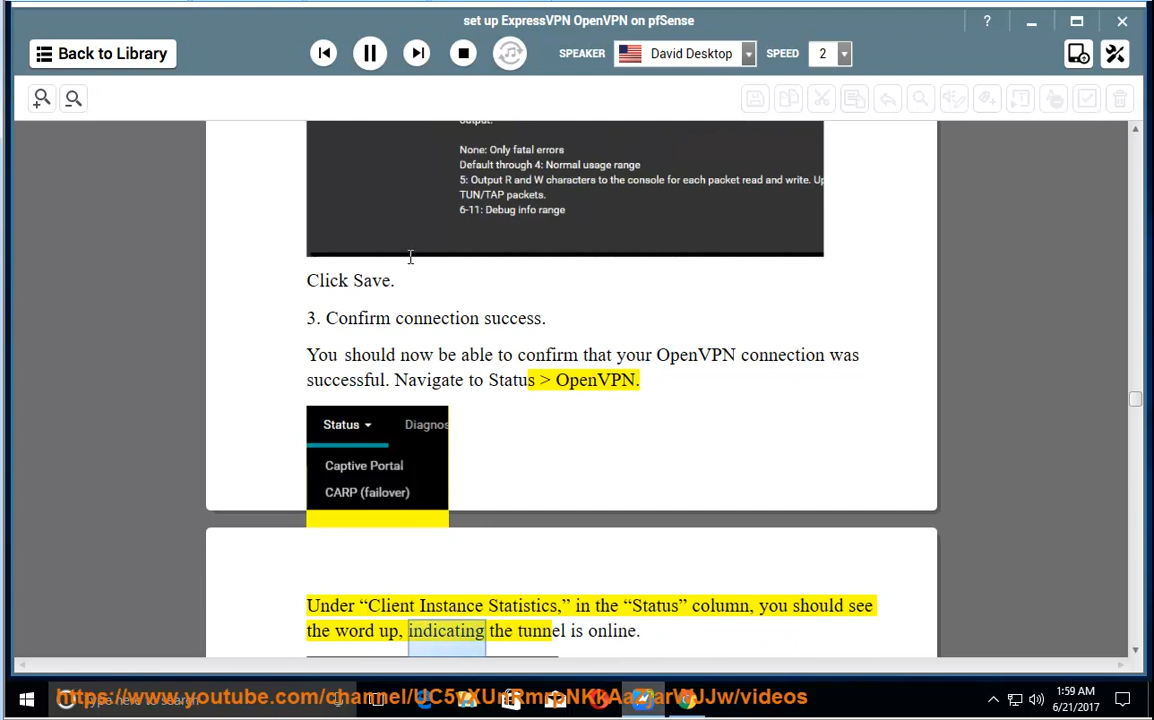 set up ExpressVPN OpenVPN on pfSense
?
Back to Library
SPEAKER David Desktop SPEED 2
Output:
None: Only fatal errors
Default through 4: Normal usage range
5: Output R and W characters to the console for each packet read and write. Up
TUN/TAP packets.
6-11: Debug info range
Click Save.
3. Confirm connection success.
You should now be able to confirm that your OpenVPN connection was
successful. Navigate to Status > OpenVPN.
Status Diagnos
Captive Portal
CARP (failover)
Under “Client Instance Statistics,” in the “Status” column, you should see
the word up, indicating the tunnel is online.
1:59 AM
6/21/2017